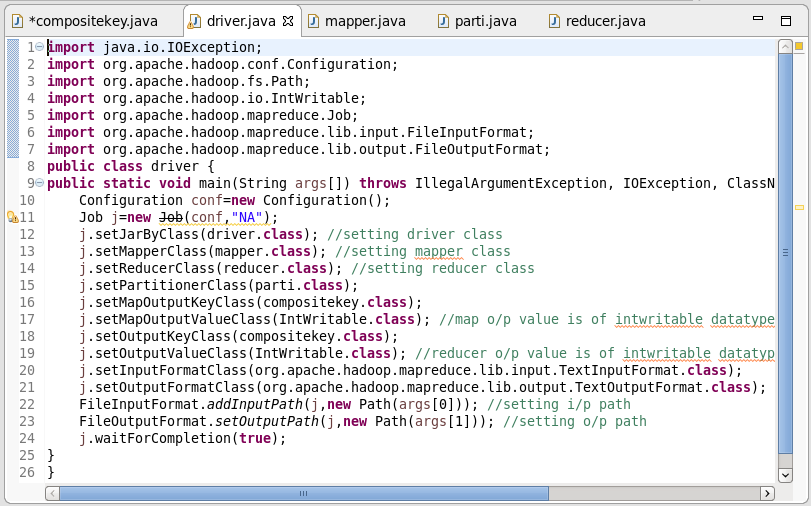 *compositekey.java driver.java mapper.java parti.java reducer.java
1 import java.io.IOException;
2 import org.apache.hadoop.conf.Configuration;
3 import org.apache.hadoop.fs.Path;
4 import org.apache.hadoop.io.IntWritable;
5 import org.apache.hadoop.mapreduce.Job;
6 import org.apache.hadoop.mapreduce.lib.input.FileInputFormat;
7 import org.apache.hadoop.mapreduce.lib.output.FileOutputFormat;
8 public class driver {
9 public static void main(String args[]) throws IllegalArgumentException, IOException, ClassN
10 Configuration conf=new Configuration();
11 Job j=new Job(conf,"NA");
12 j.setJarByClass(driver.class); //setting driver class
13 j.setMapperClass(mapper.class); //setting mapper class
14 j.setReducerClass(reducer.class); //setting reducer class
15 j.setPartitionerClass(parti.class);
16 j.setMapOutputKeyClass(compositekey.class);
17 j.setMapOutputValueClass(IntWritable.class); //map o/p value is of intwritable datatype
18 j.setOutputKeyClass(compositekey.class);
19 j.setOutputValueClass(IntWritable.class); //reducer o/p value is of intwritable datatyp
20 j.setInputFormatClass(org.apache.hadoop.mapreduce.lib.input.TextInputFormat.class);
21 j.setOutputFormatClass(org.apache.hadoop.mapreduce.lib.output.TextOutputFormat.class);
22 FileInputFormat.addInputPath(j,new Path(args[0])); //setting i/p path
23 FileOutputFormat.setOutputPath(j,new Path(args[1])); //setting o/p path
24 j.waitForCompletion(true);
25 }
26 }